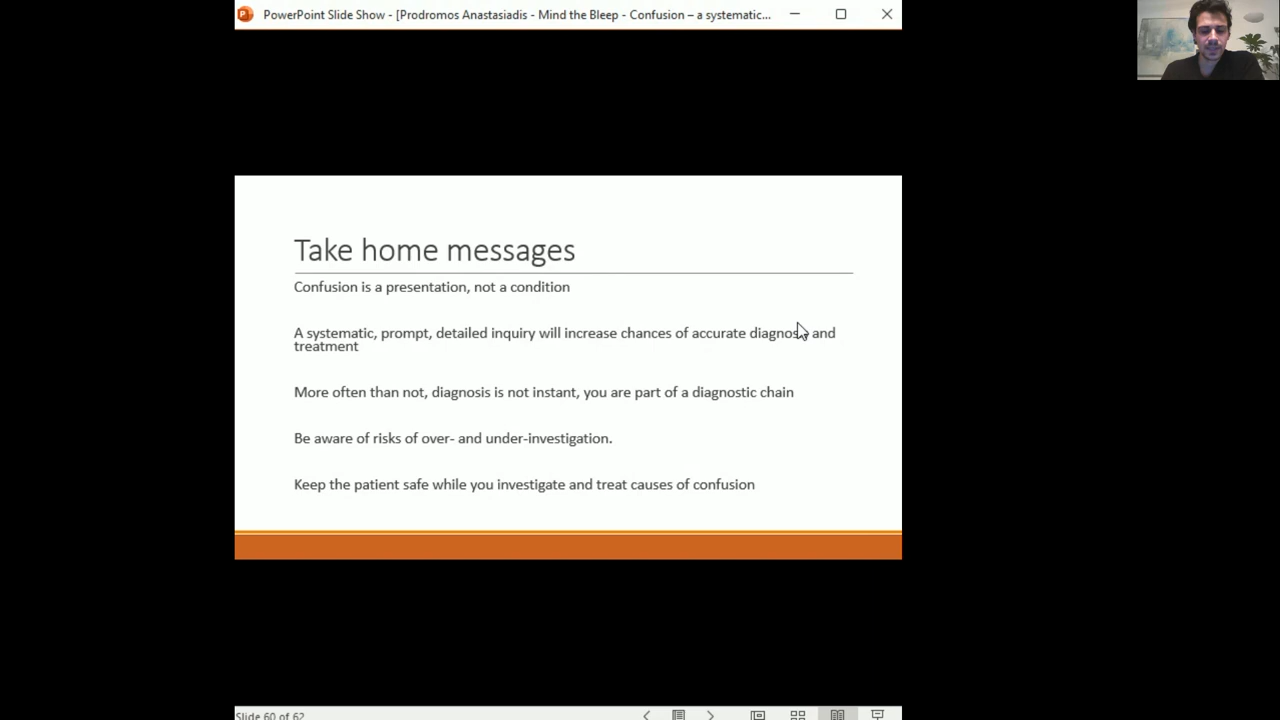 PowerPoint Slide Show - [Prodromos Anastasiadis - Mind the Bleep - Confusion – a systematic...
Take home messages
Confusion is a presentation, not a condition
A systematic, prompt, detailed inquiry will increase chances of accurate diagnosis and
treatment
More often than not, diagnosis is not instant, you are part of a diagnostic chain
Be aware of risks of over- and under-investigation.
Keep the patient safe while you investigate and treat causes of confusion
Slide 60 of 62